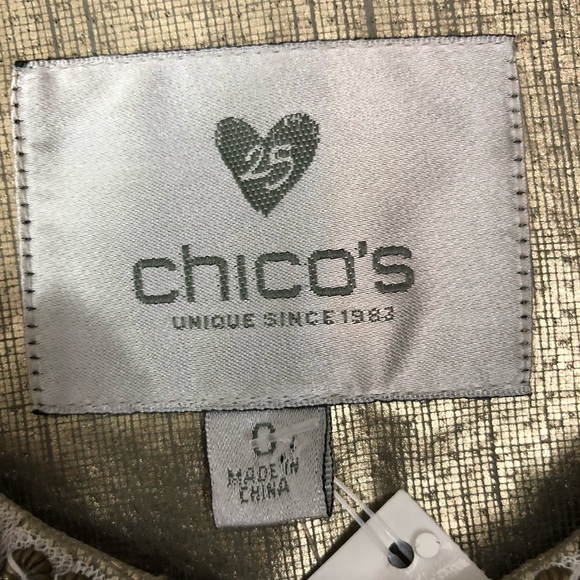 25
chico's
UNIQUE SINCE 1983
0
MADE IN
CHINA